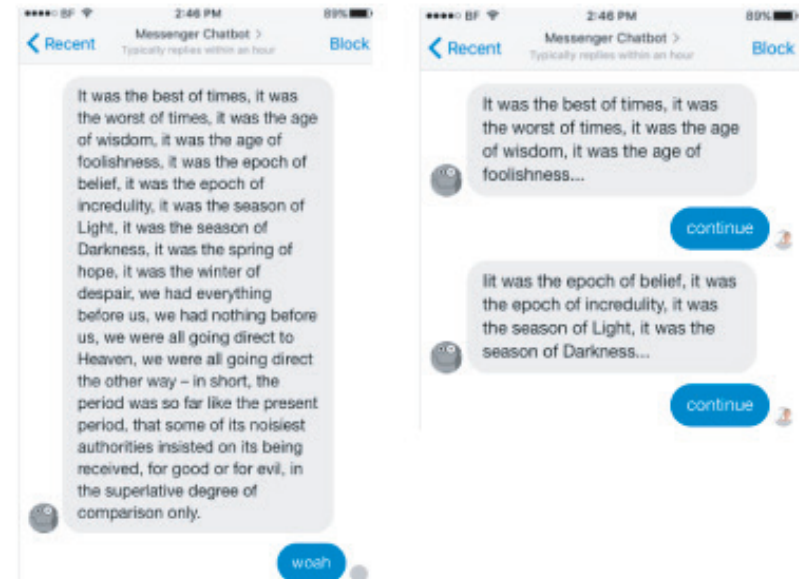 BF 2:46 PM 89%
Recent Messenger Chatbot > Block
Typically replies within an hour
It was the best of times, it was
the worst of times, it was the age
of wisdom, it was the age of
foolishness, it was the epoch of
belief, it was the epoch of
incredulity, it was the season of
Light, it was the season of
Darkness, it was the spring of
hope, it was the winter of
despair, we had everything
before us, we had nothing before
us, we were all going direct to
Heaven, we were all going direct
the other way – in short, the
period was so far like the present
period, that some of its noisiest
authorities insisted on its being
received, for good or for evil, in
the superlative degree of
comparison only.
woah
BF 2:46 PM 89%
Recent Messenger Chatbot > Block
Typically replies within an hour
It was the best of times, it was
the worst of times, it was the age
of wisdom, it was the age of
foolishness...
continue
Iit was the epoch of belief, it was
the epoch of incredulity, it was
the season of Light, it was the
season of Darkness...
continue